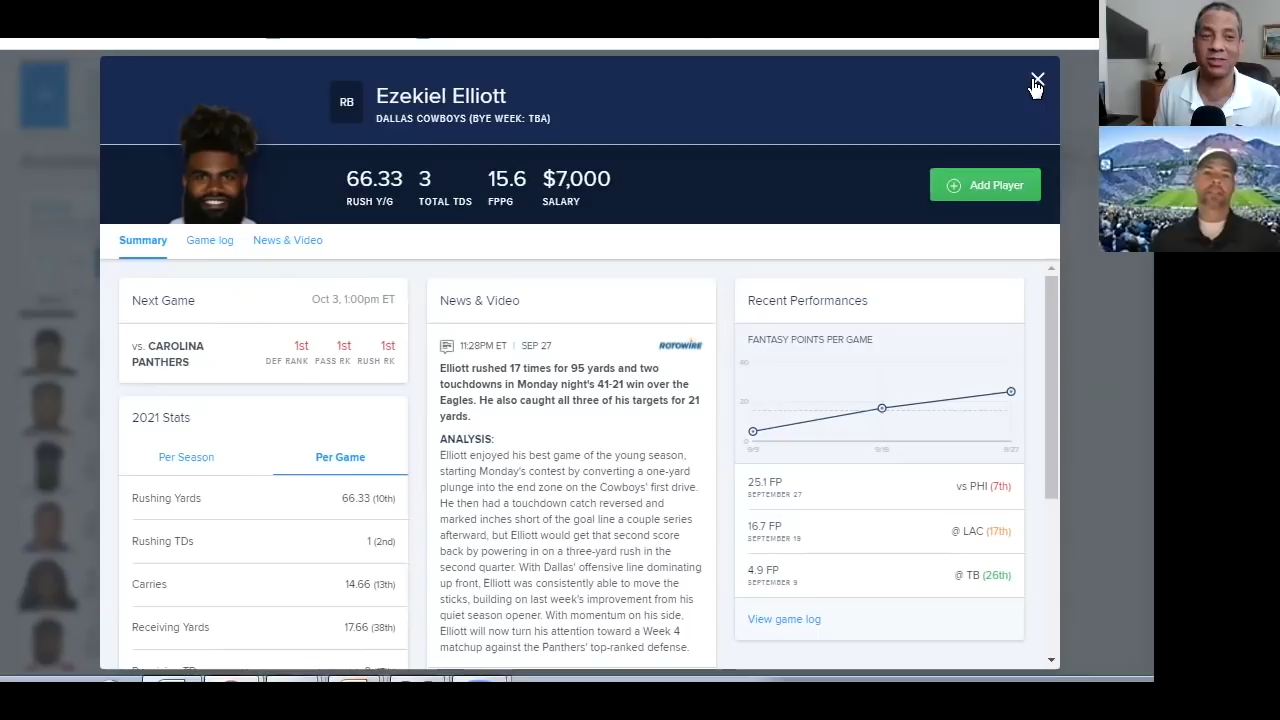 RB
Ezekiel Elliott
DALLAS COWBOYS (BYE WEEK: TBA)
66.33 3 15.6 $7,000
RUSH Y/G TOTAL TDS FPPG SALARY
Add Player
Summary Game log News & Video
Next Game Oct 3, 1:00pm ET
vs. CAROLINA PANTHERS
1st 1st 1st
DEF RANK PASS RK RUSH RK
2021 Stats
Per Season Per Game
Rushing Yards 66.33 (10th)
Rushing TDs 1 (2nd)
Carries 14.66 (13th)
Receiving Yards 17.66 (38th)
News & Video
11:28PM ET | SEP 27 ROTOWIRE
Elliott rushed 17 times for 95 yards and two
touchdowns in Monday night's 41-21 win over the
Eagles. He also caught all three of his targets for 21
yards.
ANALYSIS:
Elliott enjoyed his best game of the young season,
starting Monday's contest by converting a one-yard
plunge into the end zone on the Cowboys' first drive.
He then had a touchdown catch reversed and
marked inches short of the goal line a couple series
afterward, but Elliott would get that second score
back by powering in on a three-yard rush in the
second quarter. With Dallas' offensive line dominating
up front, Elliott was consistently able to move the
sticks, building on last week's improvement from his
quiet season opener. With momentum on his side,
Elliott will now turn his attention toward a Week 4
matchup against the Panthers' top-ranked defense.
Recent Performances
FANTASY POINTS PER GAME
40
20
0
9/9 9/19 9/27
25.1 FP vs PHI (7th)
SEPTEMBER 27
16.7 FP @ LAC (17th)
SEPTEMBER 19
4.9 FP @ TB (26th)
SEPTEMBER 9
View game log